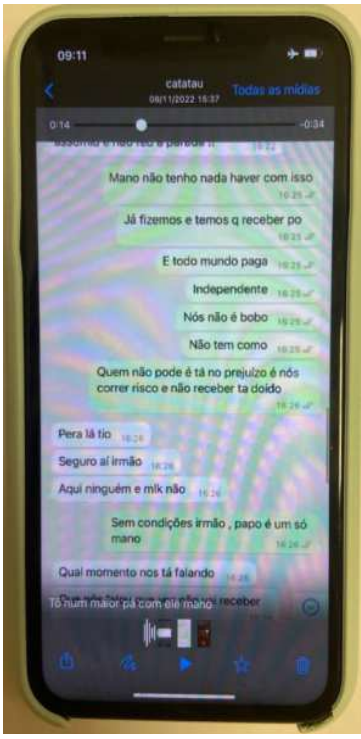 09:11
catatau
08/11/2022 15:37
Todas as mídias
0:14
-0:34
16:22
Mano não tenho nada haver com isso
16:25
Já fizemos e temos q receber po
16:25
E todo mundo paga 16:25
Independente 16:25
Nós não é bobo 16:25
Não tem como 16:25
Quem não pode é tá no prejuízo é nós
correr risco e não receber ta doido
16:26
Pera lá tio 16:26
Seguro aí irmão 16:26
Aqui ninguém e mlk não 16:26
Sem condições irmão , papo é um só
mano
16:26
Qual momento nos tá falando 16:26
receber
Tô num maior pá com ele mano